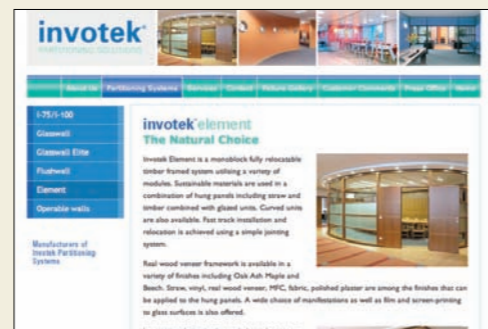 invotek
PARTITIONING SOLUTIONS
About Us Partitioning Systems Services Contact Picture Gallery Customer Comments Press Office Home
i-75/i-100
Glasswall
Glasswall Elite
Flushwall
Element
Operable walls
Manufacturers of
Invotek Partitioning
Systems
invotek element
The Natural Choice
Invotek Element is a monoblock fully relocatable
timber framed system utilising a variety of
modules. Sustainable materials are used in a
combination of hung panels including straw and
timber combined with glazed units. Curved units
are also available. Fast track installation and
relocation is achieved using a simple jointing
system.
Real wood veneer framework is available in a
variety of finishes including Oak Ash Maple and
Beech. Straw, vinyl, real wood veneer, MFC, fabric, polished plaster are among the finishes that can
be applied to the hung panels. A wide choice of manifestations as well as film and screen-printing
to glass surfaces is also offered.